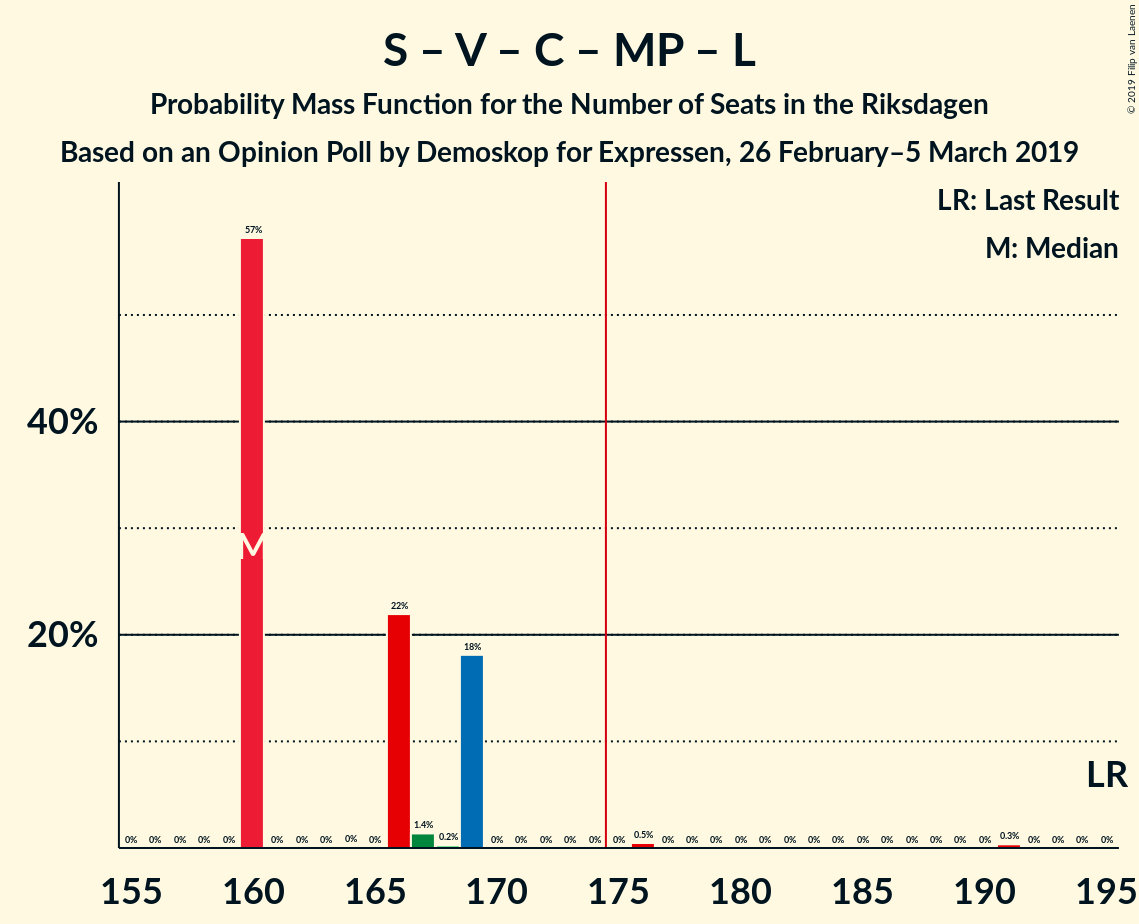 S – V – C – MP – L
Probability Mass Function for the Number of Seats in the Riksdagen
Based on an Opinion Poll by Demoskop for Expressen, 26 February–5 March 2019
© 2019 Filip van Laenen
LR: Last Result
M: Median
57%
40%
M
22%
20%
18%
LR
0% 0% 0% 0% 0% 0% 0% 0% 0% 0% 1.4% 0.2% 0% 0% 0% 0% 0% 0% 0.5% 0% 0% 0% 0% 0% 0% 0% 0% 0% 0% 0% 0% 0% 0% 0.3% 0% 0% 0% 0%
155 160 165 170 175 180 185 190 195